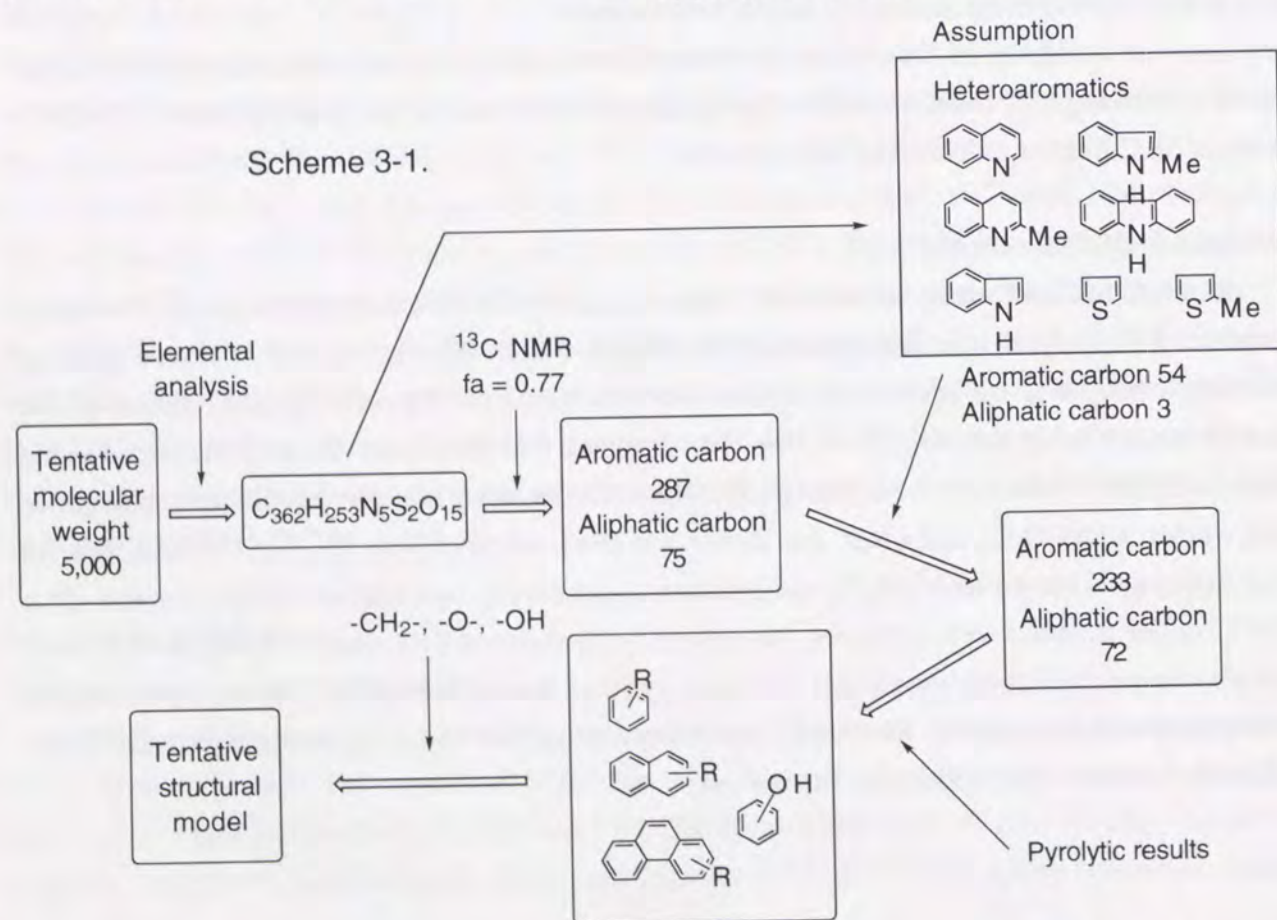 Assumption
Heteroaromatics
N
N
H
Me
N
Me
N
H
N
H
S
S
Me
Scheme 3-1.
Elemental
analysis
¹³C NMR
fa = 0.77
Aromatic carbon 54
Aliphatic carbon 3
Tentative
molecular
weight
5,000
C₃₆₂H₂₅₃N₅S₂O₁₅
Aromatic carbon
287
Aliphatic carbon
75
Aromatic carbon
233
Aliphatic carbon
72
-CH₂-, -O-, -OH
R
R
OH
R
Tentative
structural
model
Pyrolytic results